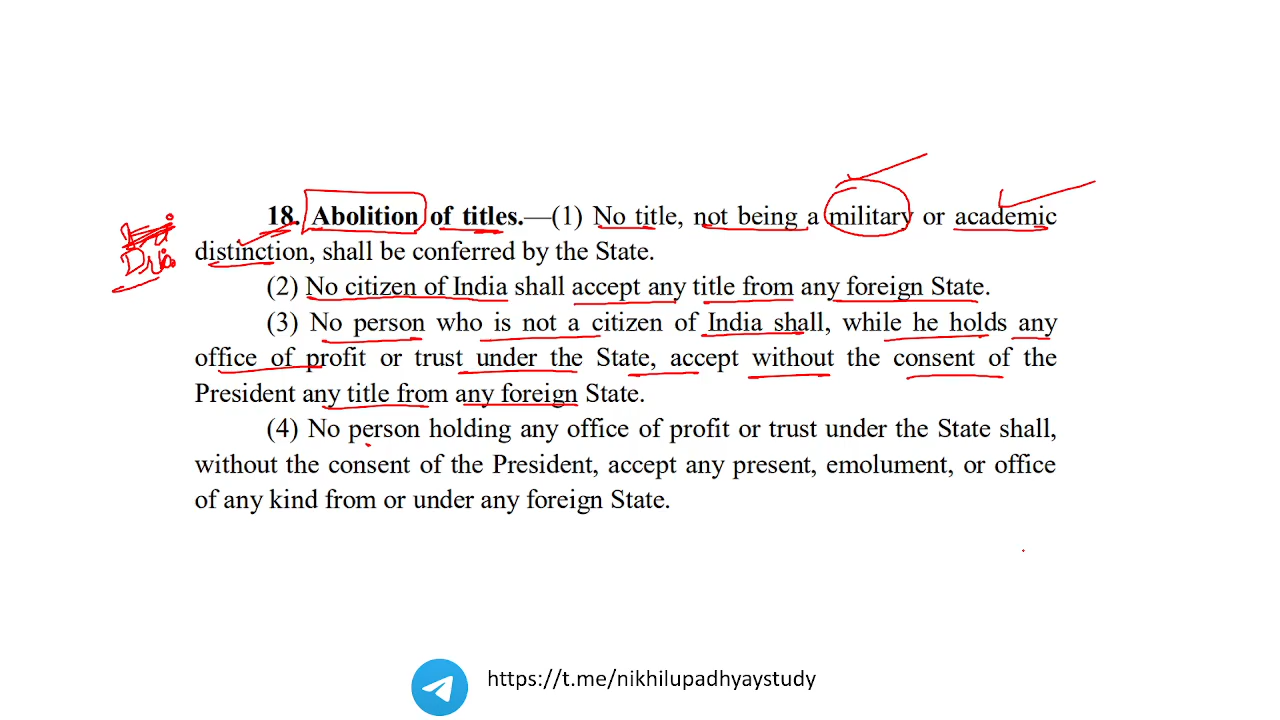 18. Abolition of titles.—(1) No title, not being a military or academic
distinction, shall be conferred by the State.
(2) No citizen of India shall accept any title from any foreign State.
(3) No person who is not a citizen of India shall, while he holds any
office of profit or trust under the State, accept without the consent of the
President any title from any foreign State.
(4) No person holding any office of profit or trust under the State shall,
without the consent of the President, accept any present, emolument, or office
of any kind from or under any foreign State.
https://t.me/nikhilupadhyaystudy